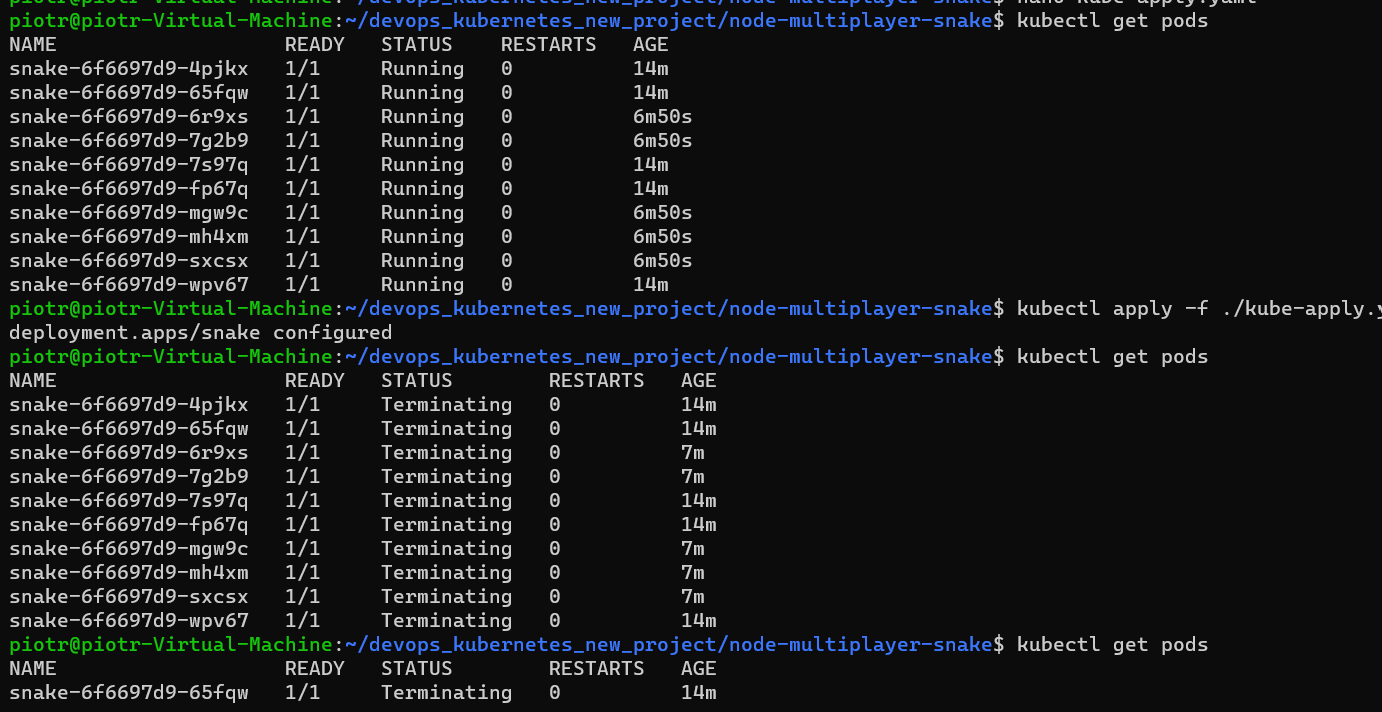 piotr@piotr-Virtual-Machine:~/devops_kubernetes_new_project/node-multiplayer-snake$ nano kube-apply.yaml
piotr@piotr-Virtual-Machine:~/devops_kubernetes_new_project/node-multiplayer-snake$ kubectl get pods
NAME READY STATUS RESTARTS AGE
snake-6f6697d9-4pjkx 1/1 Running 0 14m
snake-6f6697d9-65fqw 1/1 Running 0 14m
snake-6f6697d9-6r9xs 1/1 Running 0 6m50s
snake-6f6697d9-7g2b9 1/1 Running 0 6m50s
snake-6f6697d9-7s97q 1/1 Running 0 14m
snake-6f6697d9-fp67q 1/1 Running 0 14m
snake-6f6697d9-mgw9c 1/1 Running 0 6m50s
snake-6f6697d9-mh4xm 1/1 Running 0 6m50s
snake-6f6697d9-sxcsx 1/1 Running 0 6m50s
snake-6f6697d9-wpv67 1/1 Running 0 14m
piotr@piotr-Virtual-Machine:~/devops_kubernetes_new_project/node-multiplayer-snake$ kubectl apply -f ./kube-apply.y
deployment.apps/snake configured
piotr@piotr-Virtual-Machine:~/devops_kubernetes_new_project/node-multiplayer-snake$ kubectl get pods
NAME READY STATUS RESTARTS AGE
snake-6f6697d9-4pjkx 1/1 Terminating 0 14m
snake-6f6697d9-65fqw 1/1 Terminating 0 14m
snake-6f6697d9-6r9xs 1/1 Terminating 0 7m
snake-6f6697d9-7g2b9 1/1 Terminating 0 7m
snake-6f6697d9-7s97q 1/1 Terminating 0 14m
snake-6f6697d9-fp67q 1/1 Terminating 0 14m
snake-6f6697d9-mgw9c 1/1 Terminating 0 7m
snake-6f6697d9-mh4xm 1/1 Terminating 0 7m
snake-6f6697d9-sxcsx 1/1 Terminating 0 7m
snake-6f6697d9-wpv67 1/1 Terminating 0 14m
piotr@piotr-Virtual-Machine:~/devops_kubernetes_new_project/node-multiplayer-snake$ kubectl get pods
NAME READY STATUS RESTARTS AGE
snake-6f6697d9-65fqw 1/1 Terminating 0 14m